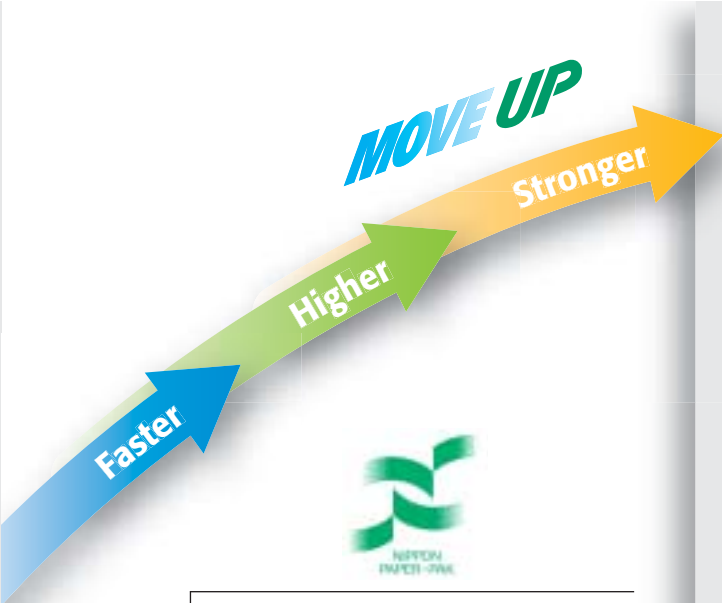 MOVE UP
Stronger
Higher
Faster
NIPPON
PAPER-PAK